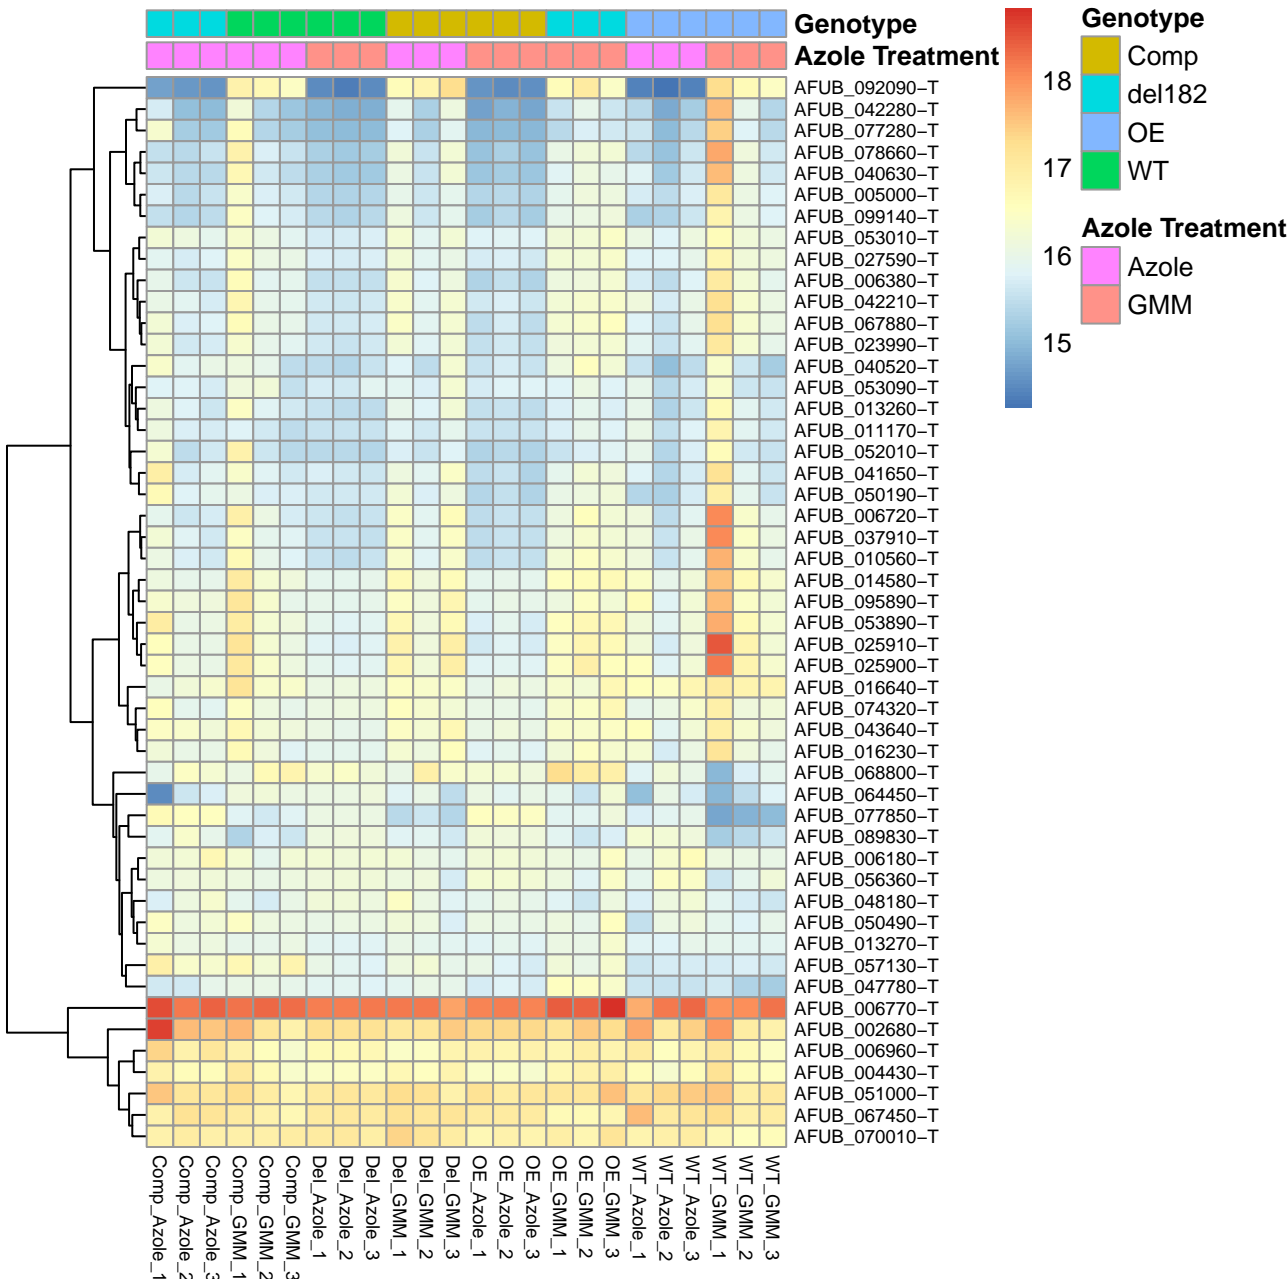 Genotype
Azole Treatment
AFUB_092090−T
AFUB_042280−T
AFUB_077280−T
AFUB_078660−T
AFUB_040630−T
AFUB_005000−T
AFUB_099140−T
AFUB_053010−T
AFUB_027590−T
AFUB_006380−T
AFUB_042210−T
AFUB_067880−T
AFUB_023990−T
AFUB_040520−T
AFUB_053090−T
AFUB_013260−T
AFUB_011170−T
AFUB_052010−T
AFUB_041650−T
AFUB_050190−T
AFUB_006720−T
AFUB_037910−T
AFUB_010560−T
AFUB_014580−T
AFUB_095890−T
AFUB_053890−T
AFUB_025910−T
AFUB_025900−T
AFUB_016640−T
AFUB_074320−T
AFUB_043640−T
AFUB_016230−T
AFUB_068800−T
AFUB_064450−T
AFUB_077850−T
AFUB_089830−T
AFUB_006180−T
AFUB_056360−T
AFUB_048180−T
AFUB_050490−T
AFUB_013270−T
AFUB_057130−T
AFUB_047780−T
AFUB_006770−T
AFUB_002680−T
AFUB_006960−T
AFUB_004430−T
AFUB_051000−T
AFUB_067450−T
AFUB_070010−T
Comp_Azole_1
Comp_Azole_2
Comp_Azole_3
Comp_GMM_1
Comp_GMM_2
Comp_GMM_3
Del_Azole_1
Del_Azole_2
Del_Azole_3
Del_GMM_1
Del_GMM_2
Del_GMM_3
OE_Azole_1
OE_Azole_2
OE_Azole_3
OE_GMM_1
OE_GMM_2
OE_GMM_3
WT_Azole_1
WT_Azole_2
WT_Azole_3
WT_GMM_1
WT_GMM_2
WT_GMM_3
18
17
16
15
Genotype
Comp
del182
OE
WT
Azole Treatment
Azole
GMM